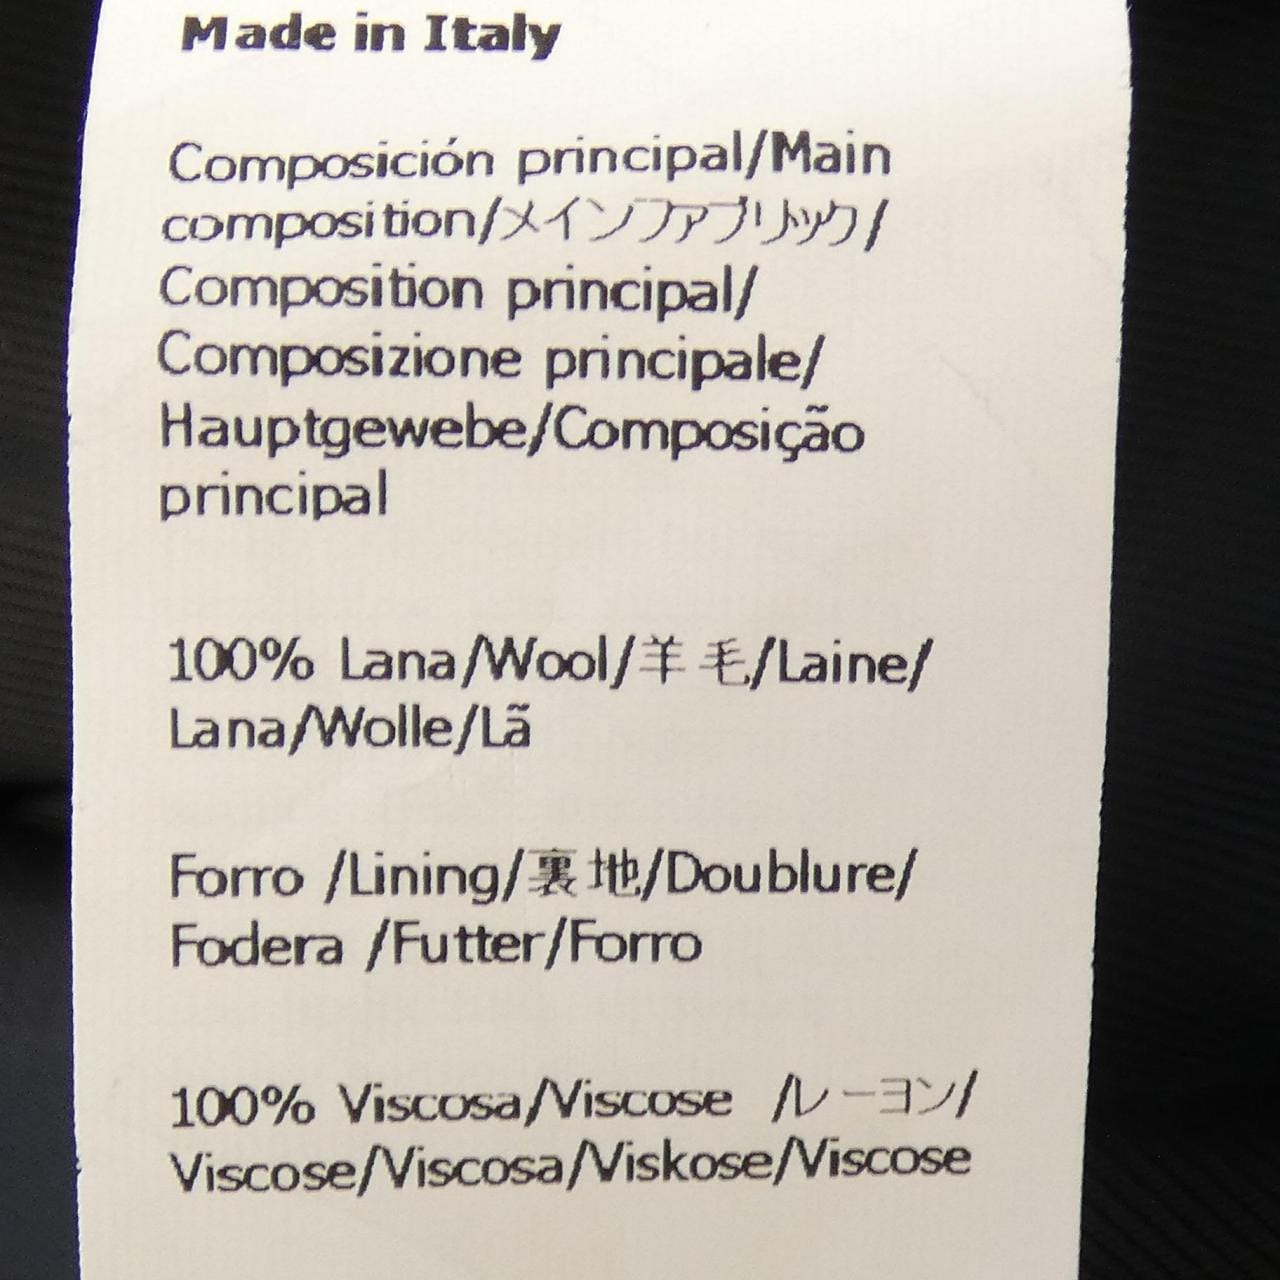 Made in Italy
Composición principal/Main
composition/メインファブリック/
Composition principal/
Composizione principale/
Hauptgewebe/Composição
principal
100% Lana/Wool/羊毛/Laine/
Lana/Wolle/Lã
Forro /Lining/裏地/Doublure/
Fodera /Futter/Forro
100% Viscosa/Viscose /レーヨン/
Viscose/Viscosa/Viskose/Viscose